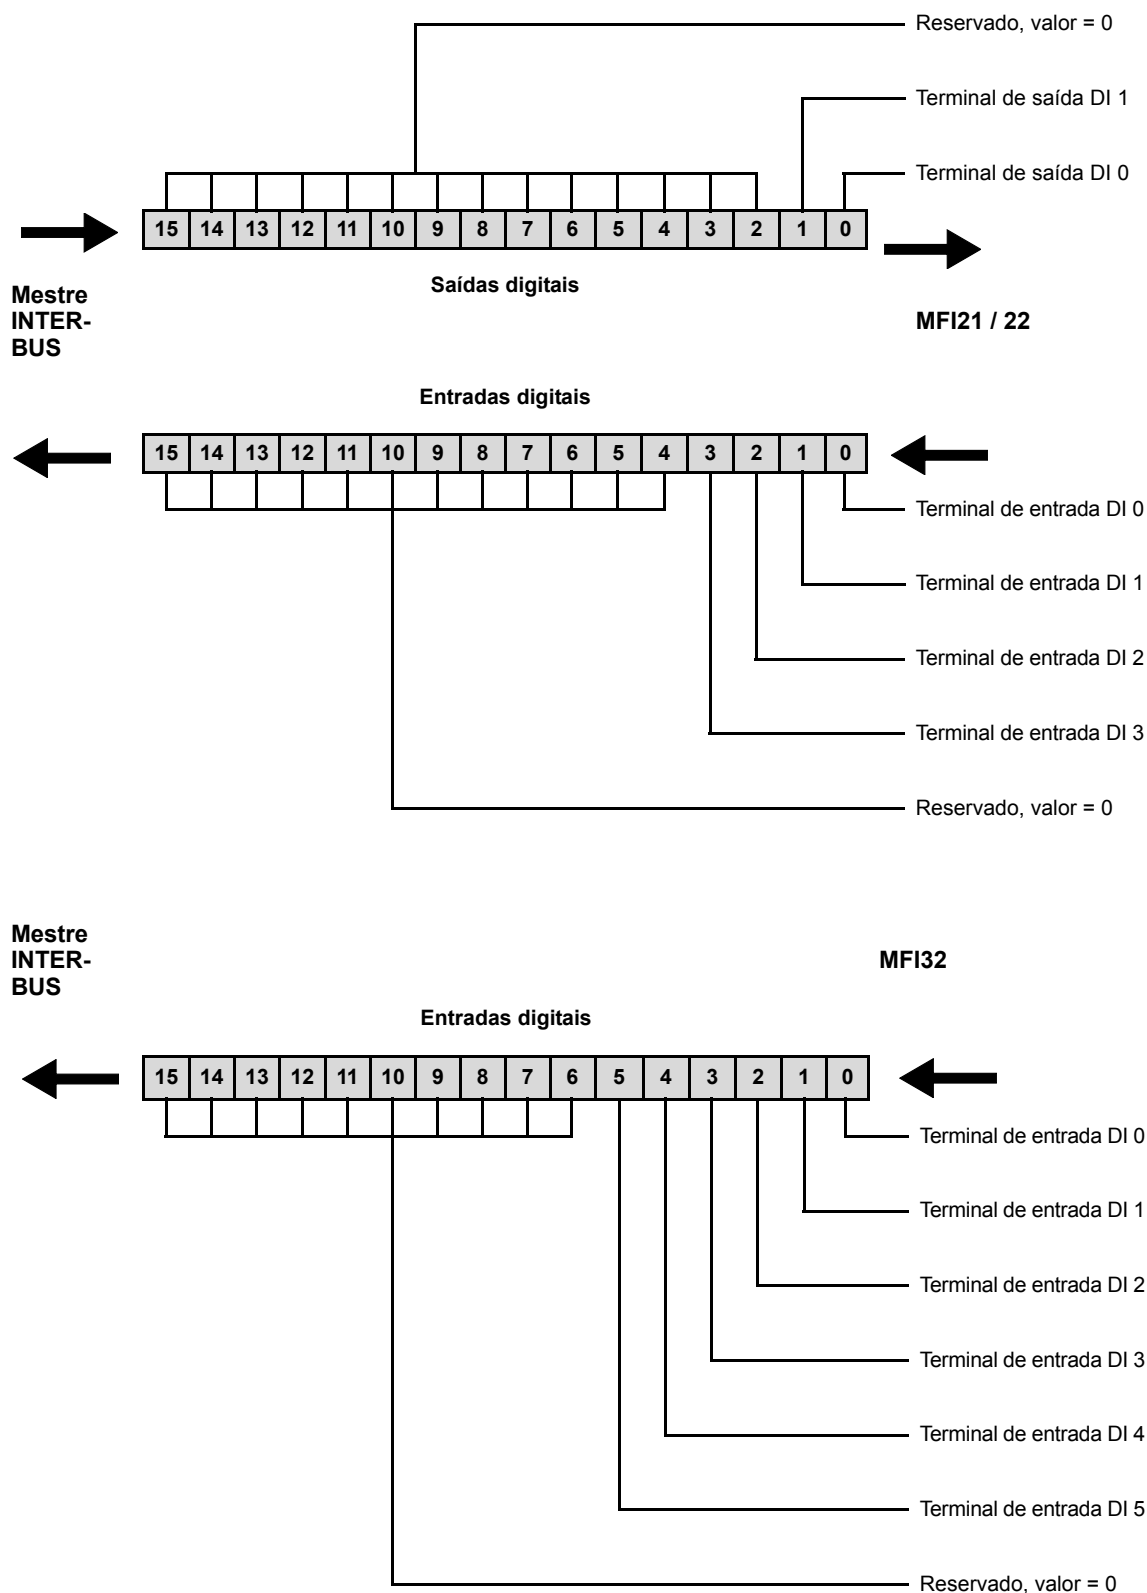 Reservado, valor = 0
Terminal de saída DI 1
Terminal de saída DI 0
15 14 13 12 11 10 9 8 7 6 5 4 3 2 1 0
Saídas digitais
Mestre
INTER-
BUS
MFI21 / 22
Entradas digitais
15 14 13 12 11 10 9 8 7 6 5 4 3 2 1 0
Terminal de entrada DI 0
Terminal de entrada DI 1
Terminal de entrada DI 2
Terminal de entrada DI 3
Reservado, valor = 0
Mestre
INTER-
BUS
MFI32
Entradas digitais
15 14 13 12 11 10 9 8 7 6 5 4 3 2 1 0
Terminal de entrada DI 0
Terminal de entrada DI 1
Terminal de entrada DI 2
Terminal de entrada DI 3
Terminal de entrada DI 4
Terminal de entrada DI 5
Reservado, valor = 0